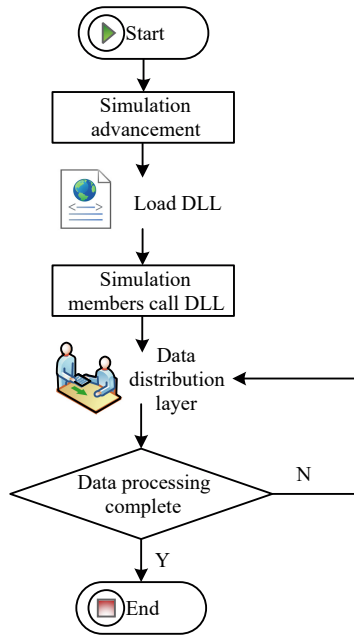 Start
Simulation
advancement
Load DLL
Simulation
members call DLL
Data
distribution
layer
Data processing
complete
N
Y
End